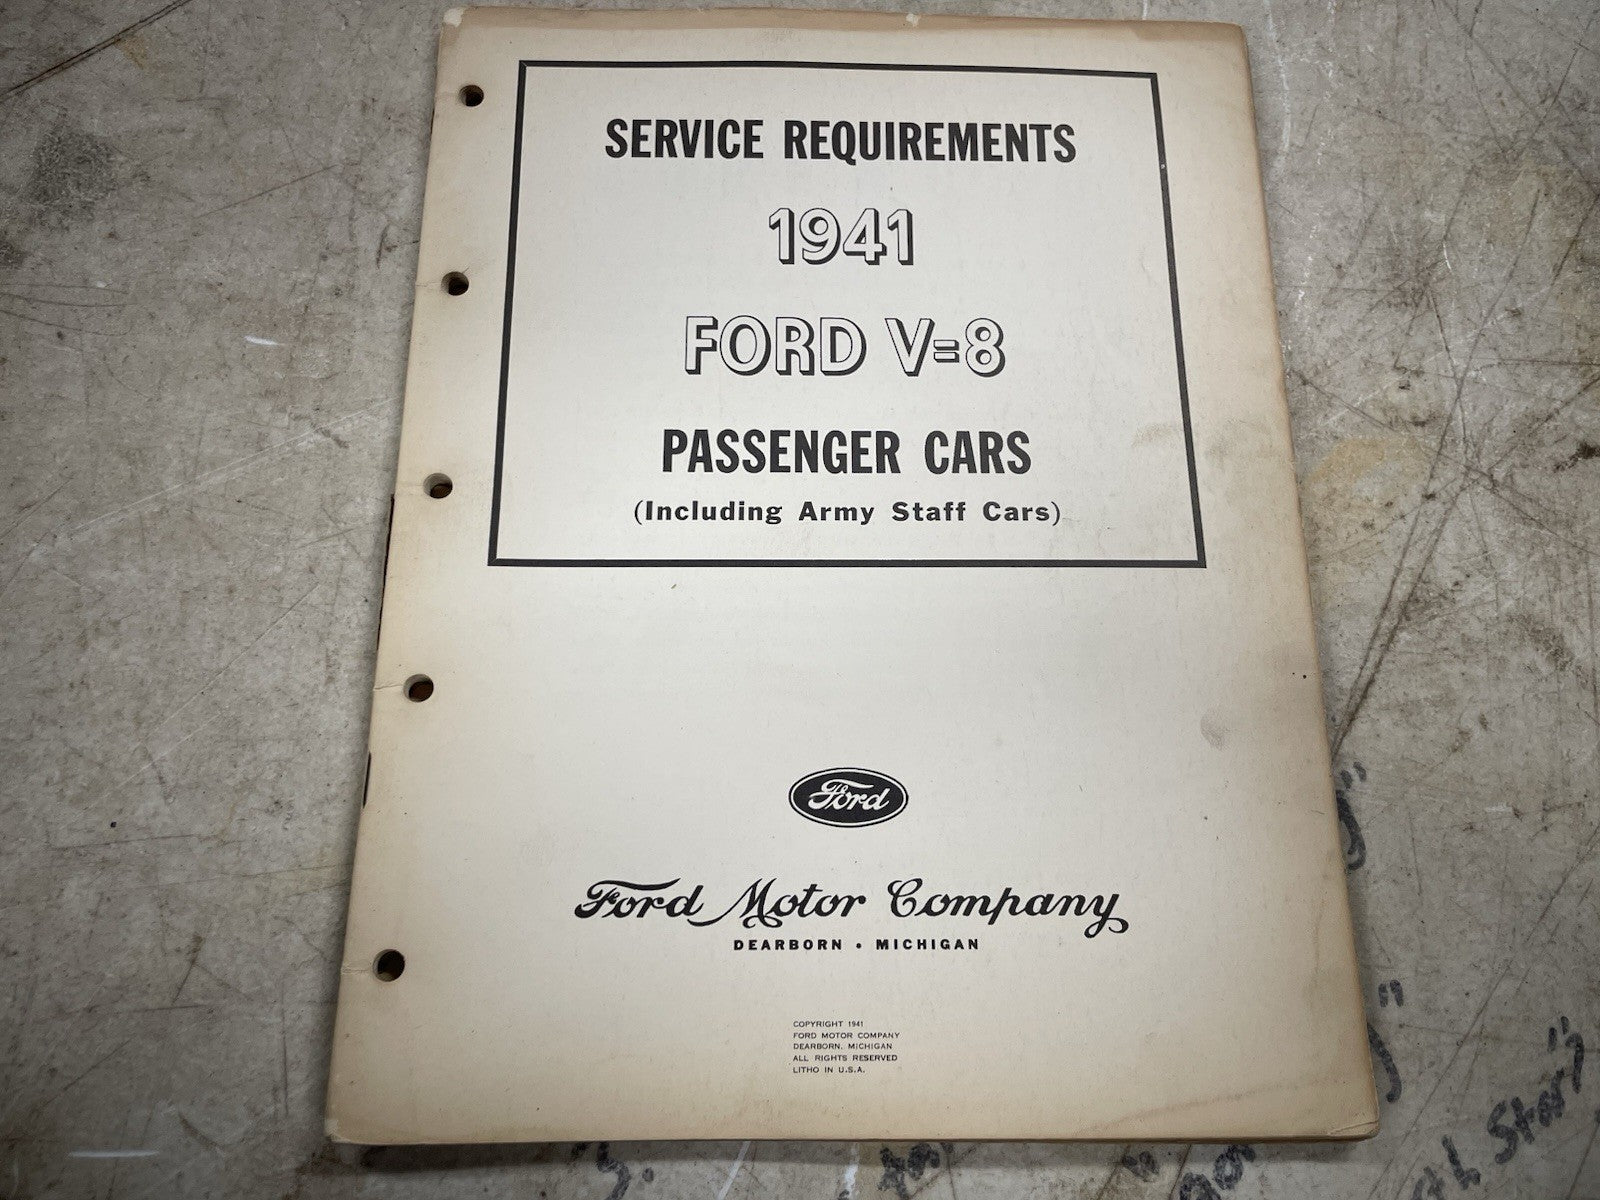 SERVICE REQUIREMENTS
1941
FORD V=8
PASSENGER CARS
(Including Army Staff Cars)
Ford
Ford Motor Company
DEARBORN • MICHIGAN
COPYRIGHT 1941
FORD MOTOR COMPANY
DEARBORN, MICHIGAN
ALL RIGHTS RESERVED
LITHO IN U.S.A.